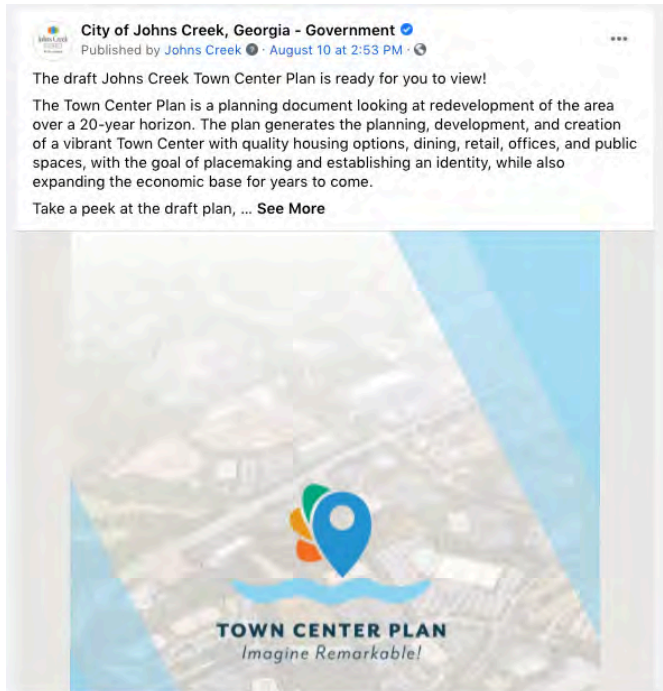 City of Johns Creek, Georgia - Government
Published by Johns Creek · August 10 at 2:53 PM ·
The draft Johns Creek Town Center Plan is ready for you to view!
The Town Center Plan is a planning document looking at redevelopment of the area
over a 20-year horizon. The plan generates the planning, development, and creation
of a vibrant Town Center with quality housing options, dining, retail, offices, and public
spaces, with the goal of placemaking and establishing an identity, while also
expanding the economic base for years to come.
Take a peek at the draft plan, ... See More
TOWN CENTER PLAN
Imagine Remarkable!